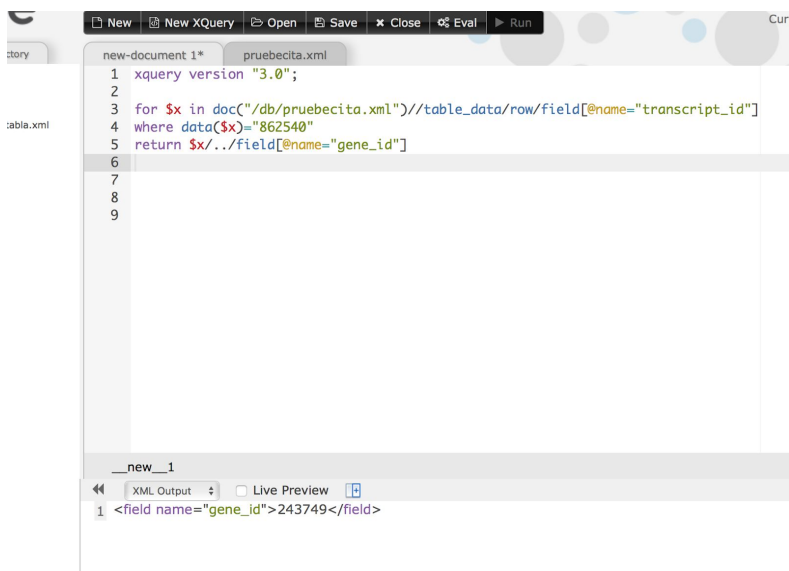 New New XQuery Open Save Close Eval Run
Cur
ctory
new-document 1* pruebecita.xml
tabla.xml
1 xquery version "3.0";
2
3 for $x in doc("/db/pruebecita.xml")//table_data/row/field[@name="transcript_id"]
4 where data($x)="862540"
5 return $x/../field[@name="gene_id"]
6
7
8
9
__new__1
XML Output Live Preview
1 <field name="gene_id">243749</field>